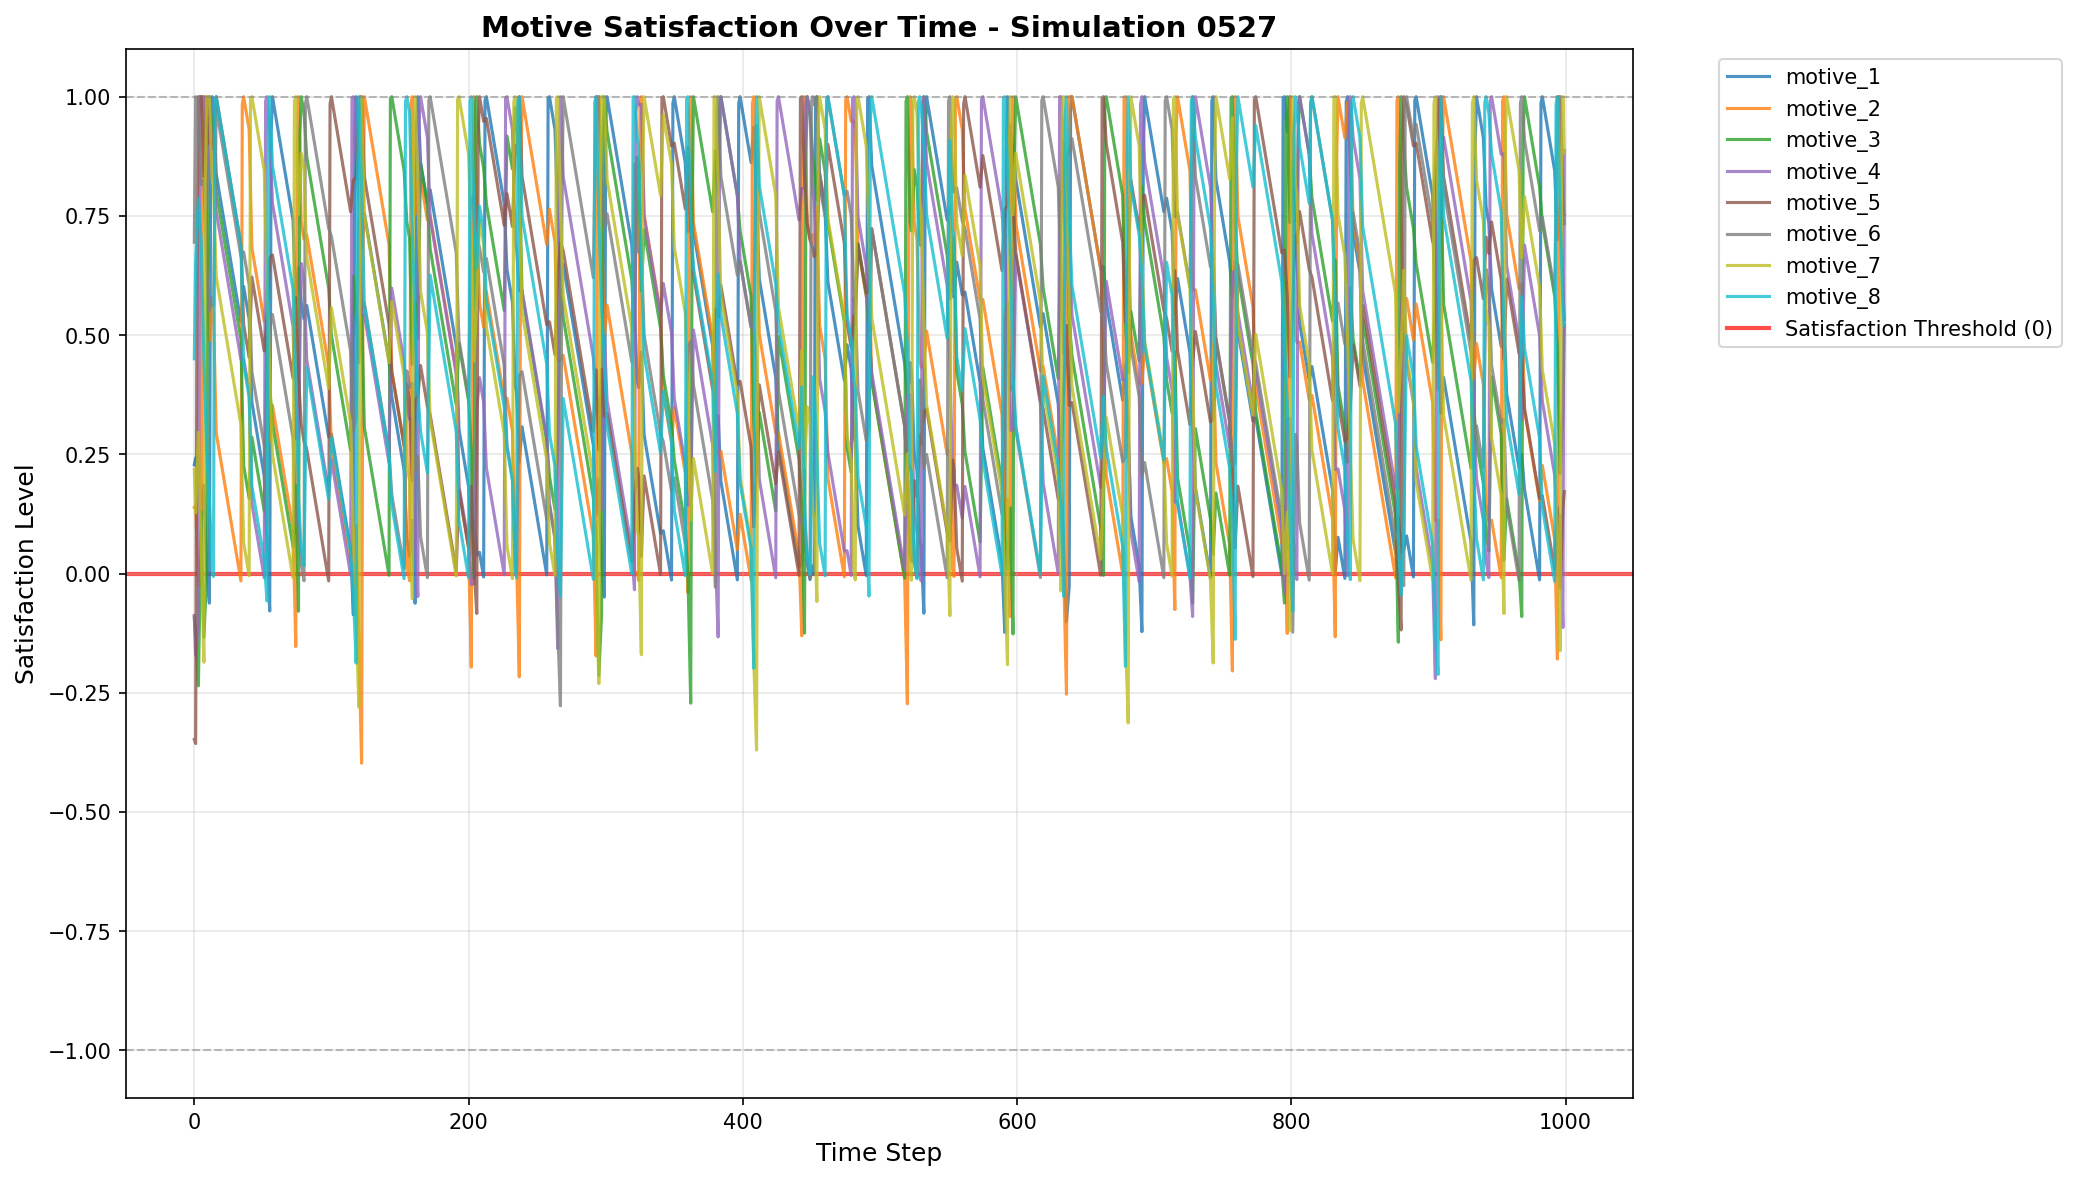 Motive Satisfaction Over Time - Simulation 0527
Satisfaction Level
1.00
0.75
0.50
0.25
0.00
−0.25
−0.50
−0.75
−1.00
0
200
400
600
800
1000
Time Step
motive_1
motive_2
motive_3
motive_4
motive_5
motive_6
motive_7
motive_8
Satisfaction Threshold (0)